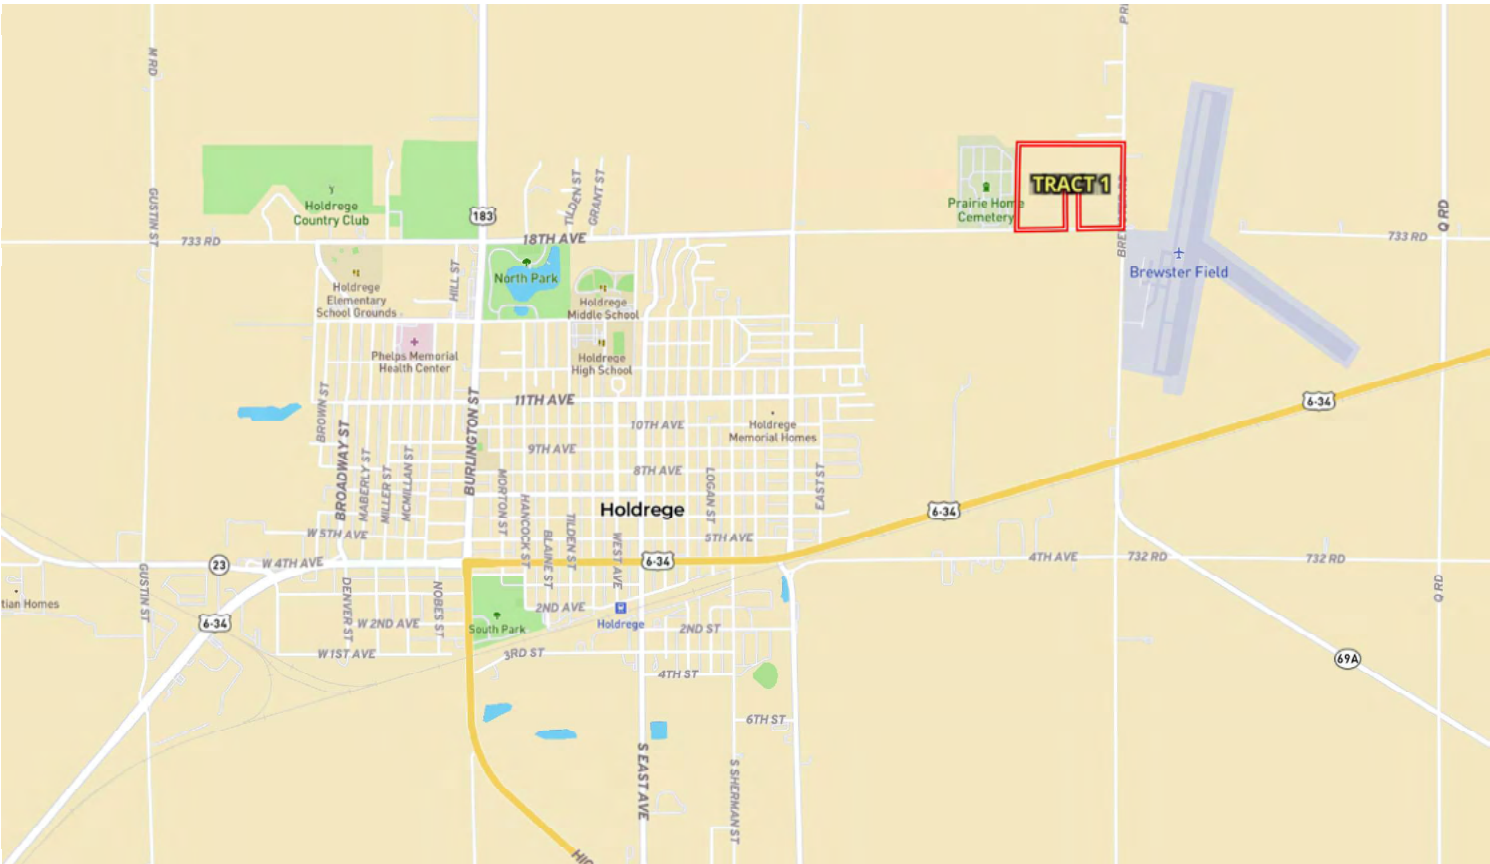 N RD
PR
TRACT 1
Prairie Home
Cemetery
Holdrege
Country Club
GUSTIN ST
183
TILDEN ST
GRANT ST
Q RD
733 RD
18TH AVE
733 RD
Brewster Field
North Park
HILL ST
Holdrege
Elementary
School Grounds
Holdrege
Middle School
Phelps Memorial
Health Center
Holdrege
High School
BROWN ST
BURLINGTON ST
11TH AVE
6-34
10TH AVE
Holdrege
Memorial Homes
BROADWAY ST
MABERLY ST
MILLER ST
MCMILLAN ST
9TH AVE
8TH AVE
MORTON ST
HANCOCK ST
LOGAN ST
EAST ST
Holdrege
6-34
TILDEN ST
BLAINE ST
WEST AVE
W 5TH AVE
5TH AVE
23
W 4TH AVE
6-34
4TH AVE
732 RD
732 RD
GUSTIN ST
DENVER ST
NOBES ST
Q RD
tian Homes
2ND AVE
6-34
W 2ND AVE
South Park
Holdrege
2ND ST
W 1ST AVE
3RD ST
69A
4TH ST
6TH ST
S EAST AVE
S SHERMAN ST
HIG